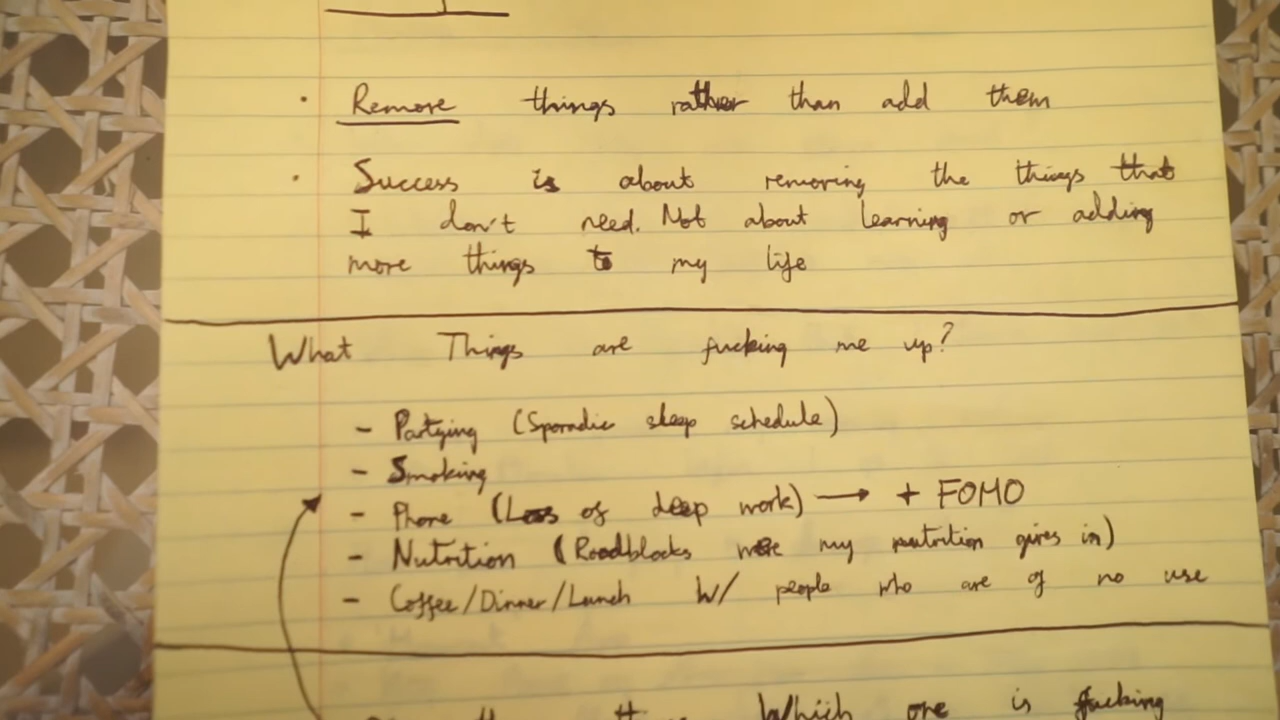 • Remove things rather than add them
• Success is about removing the things that
I don't need. Not about learning or adding
more things to my life
What Things are fucking me up?
- Partying (Sporadic sleep schedule)
- Smoking
- Phone (Loss of deep work) → + FOMO
- Nutrition (Roadblocks were my nutrition gives in)
- Coffee/Dinner/Lunch W/ people who are of no use
Which one is fucking